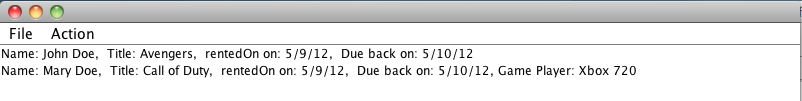 File Action
Name: John Doe, Title: Avengers, rentedOn on: 5/9/12, Due back on: 5/10/12
Name: Mary Doe, Title: Call of Duty, rentedOn on: 5/9/12, Due back on: 5/10/12, Game Player: Xbox 720